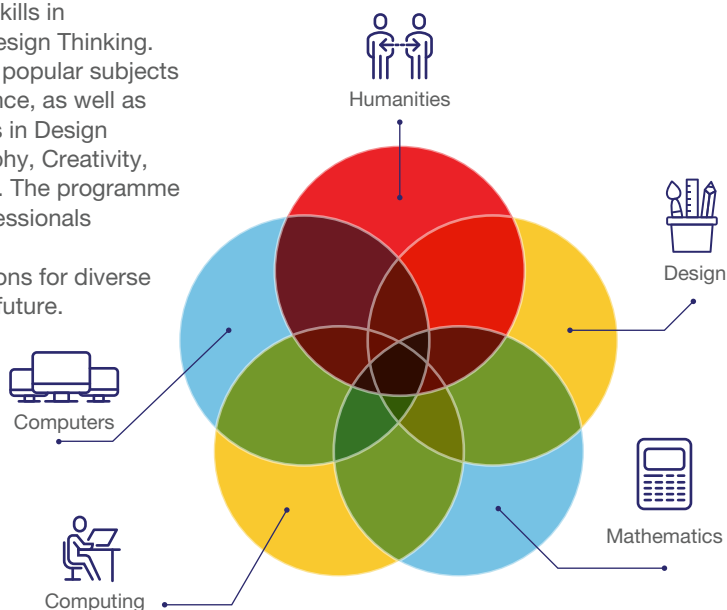 kills in
esign Thinking.
popular subjects
nce, as well as
s in Design
phy, Creativity,
. The programme
essionals
ons for diverse
future.
Humanities
Design
Computers
Mathematics
Computing